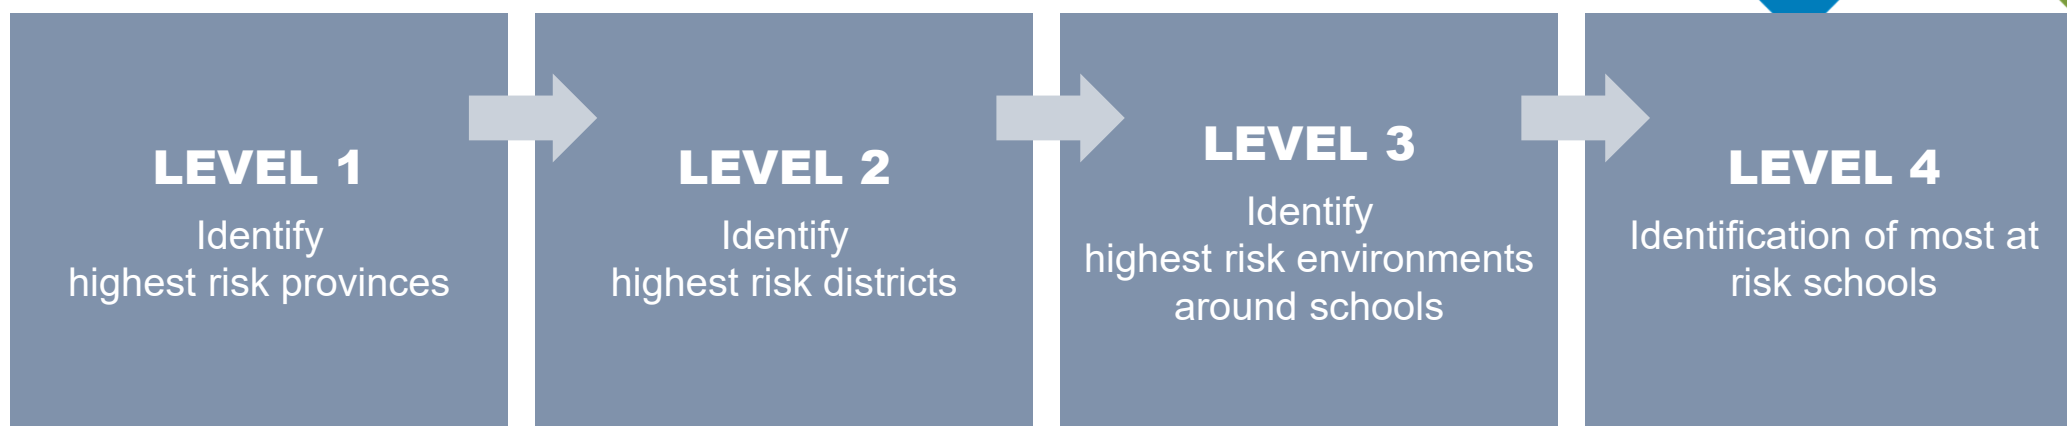 LEVEL 1
Identify
highest risk provinces
LEVEL 2
Identify
highest risk districts
LEVEL 3
Identify
highest risk environments
around schools
LEVEL 4
Identification of most at
risk schools